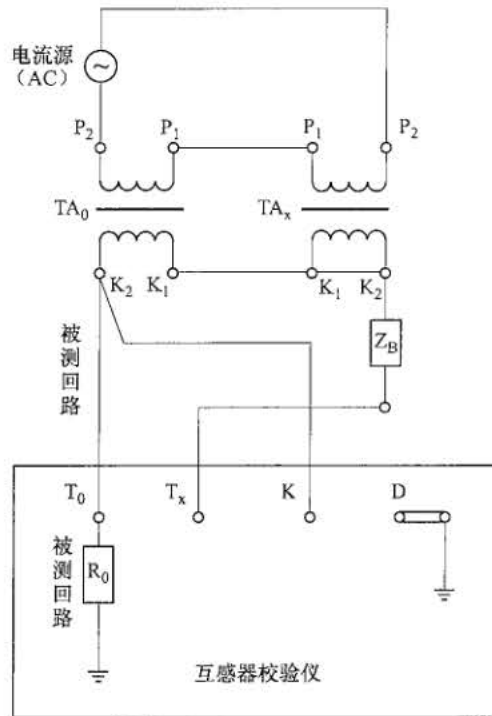 电流源
（AC）
P₂ P₁ P₁ P₂
TA₀ TAₓ
K₂ K₁ K₁ K₂
被测回路
Z_B
T₀ Tₓ K D
被测回路
R₀
互感器校验仪